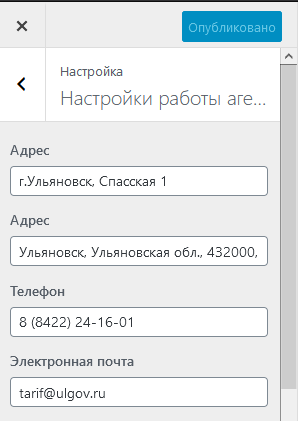 Опубликовано
Настройка
Настройки работы аге...
Адрес
г.Ульяновск, Спасская 1
Адрес
Ульяновск, Ульяновская обл., 432000,
Телефон
8 (8422) 24-16-01
Электронная почта
tarif@ulgov.ru